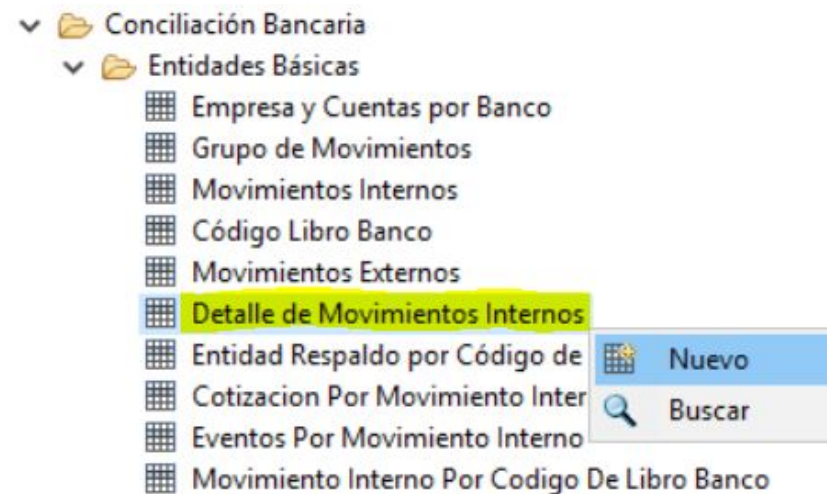 Conciliación Bancaria
Entidades Básicas
Empresa y Cuentas por Banco
Grupo de Movimientos
Movimientos Internos
Código Libro Banco
Movimientos Externos
Detalle de Movimientos Internos
Entidad Respaldo por Código de
Nuevo
Cotizacion Por Movimiento Inter
Buscar
Eventos Por Movimiento Interno
Movimiento Interno Por Codigo De Libro Banco